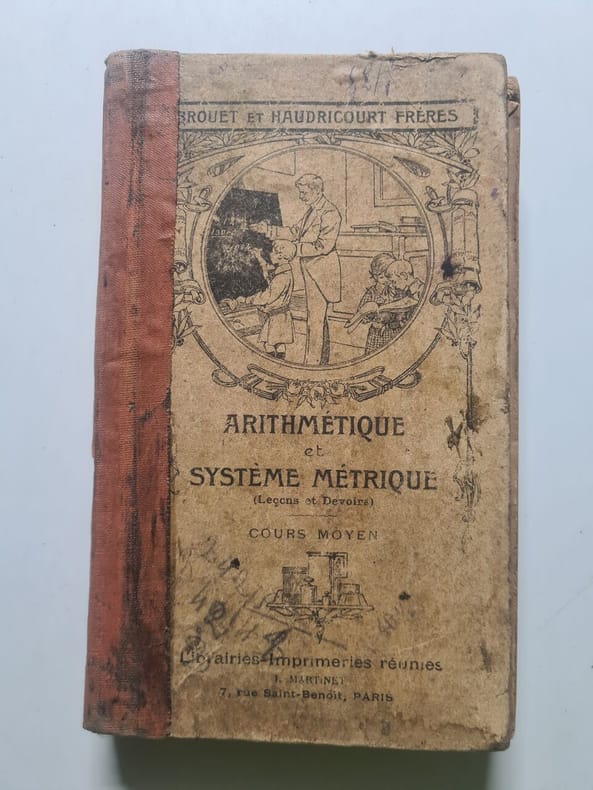 BROUET ET HAUDRICOURT FRÈRES
ARITHMÉTIQUE
et
SYSTÈME MÉTRIQUE
(Leçons et Devoirs)
COURS MOYEN
Librairies-Imprimeries réunies
MARTINET
7, rue Saint-Benoît, PARIS